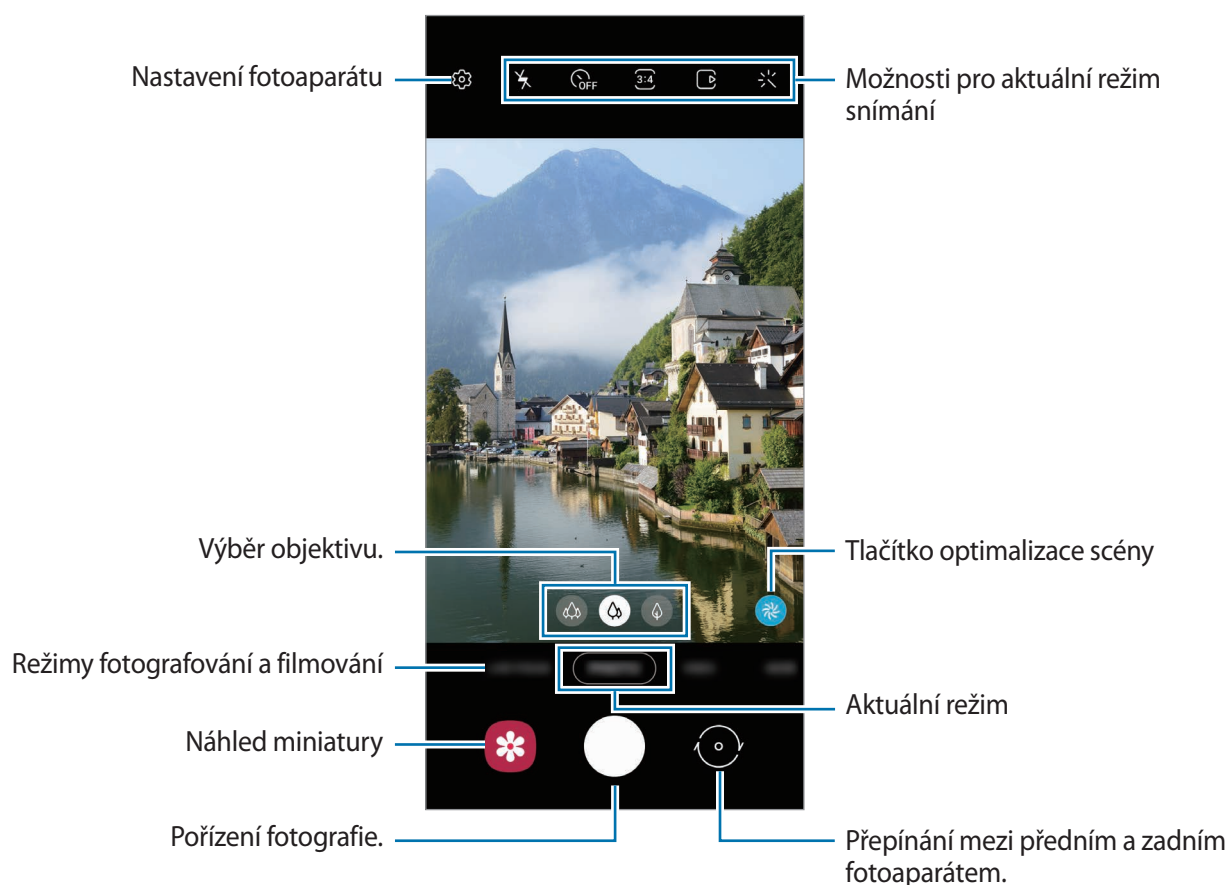 Nastavení fotoaparátu
OFF
3:4
Možnosti pro aktuální režim
snímání
Výběr objektivu.
Tlačítko optimalizace scény
Režimy fotografování a filmování
Aktuální režim
Náhled miniatury
Pořízení fotografie.
Přepínání mezi předním a zadním
fotoaparátem.